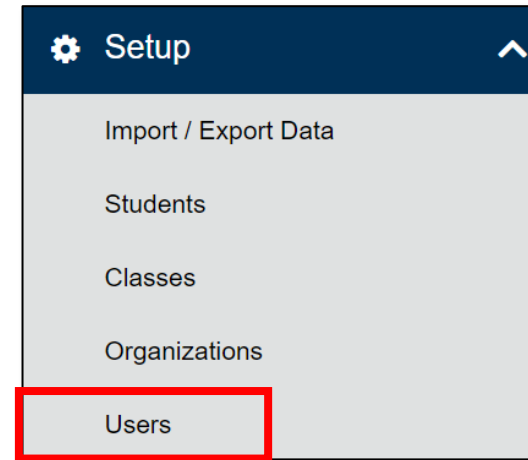 Setup
Import / Export Data
Students
Classes
Organizations
Users